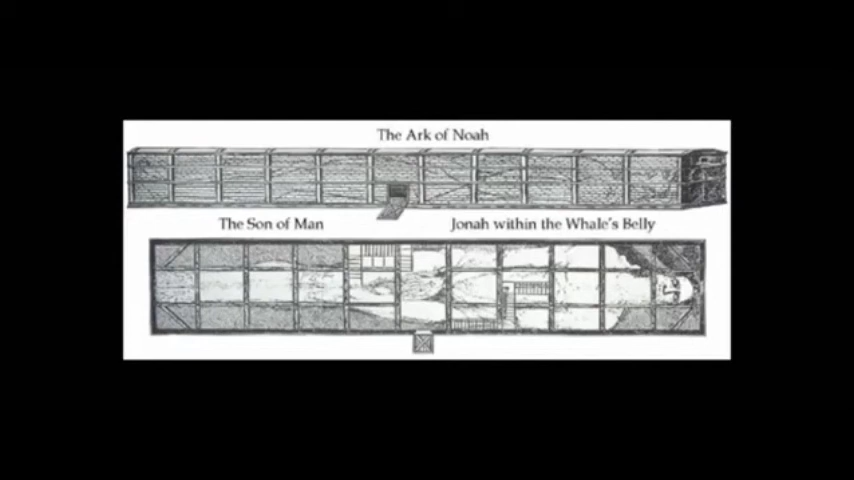 The Ark of Noah
The Son of Man
Jonah within the Whale's Belly